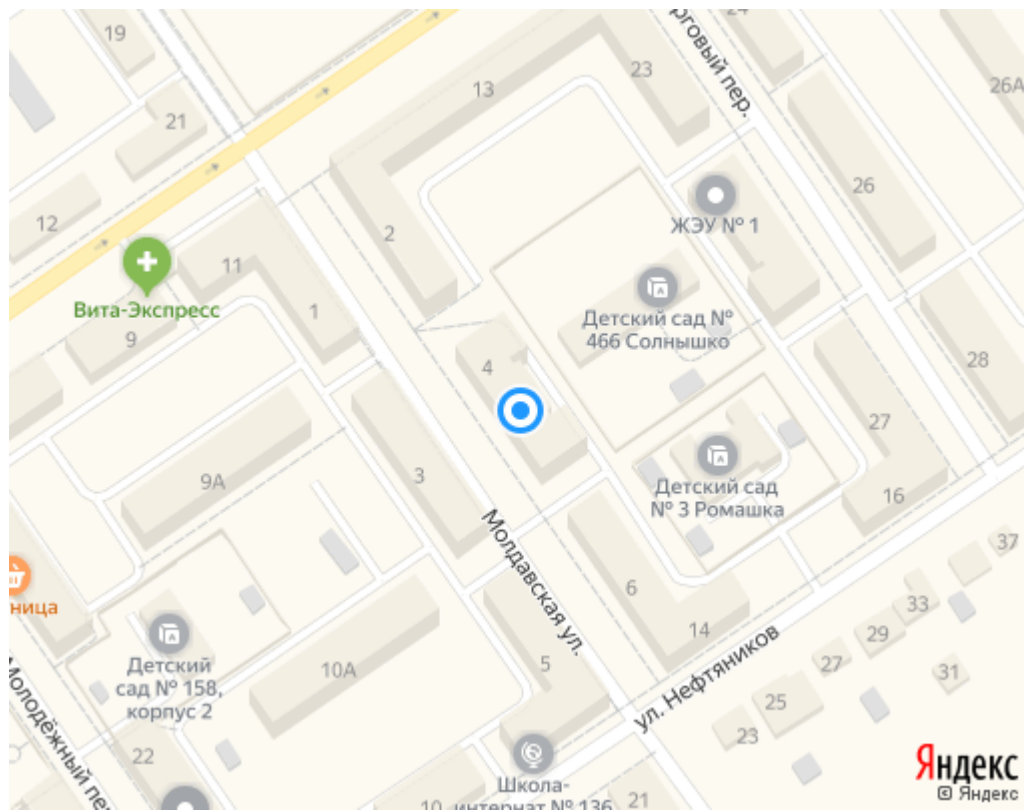 19
24
рговый пер.
23
13
26А
21
26
12
ЖЭУ № 1
2
11
Вита-Экспресс
Детский сад №
466 Солнышко
1
9
4
28
27
3
9А
Детский сад
№ 3 Ромашка
16
Молдавская ул.
37
ница
6
33
14
29
Детский
сад № 158,
корпус 2
10А
5
27
31
ул. Нефтяников
25
23
Молодёжный пе
22
Школа-
интернат № 136
10
21
Яндекс
© Яндекс